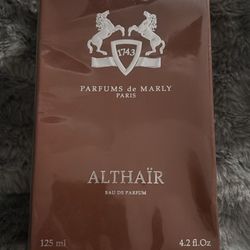 1743
PARFUMS de MARLY
PARIS
ALTHAÏR
EAU DE PARFUM
125 ml 4.2 fl.Oz